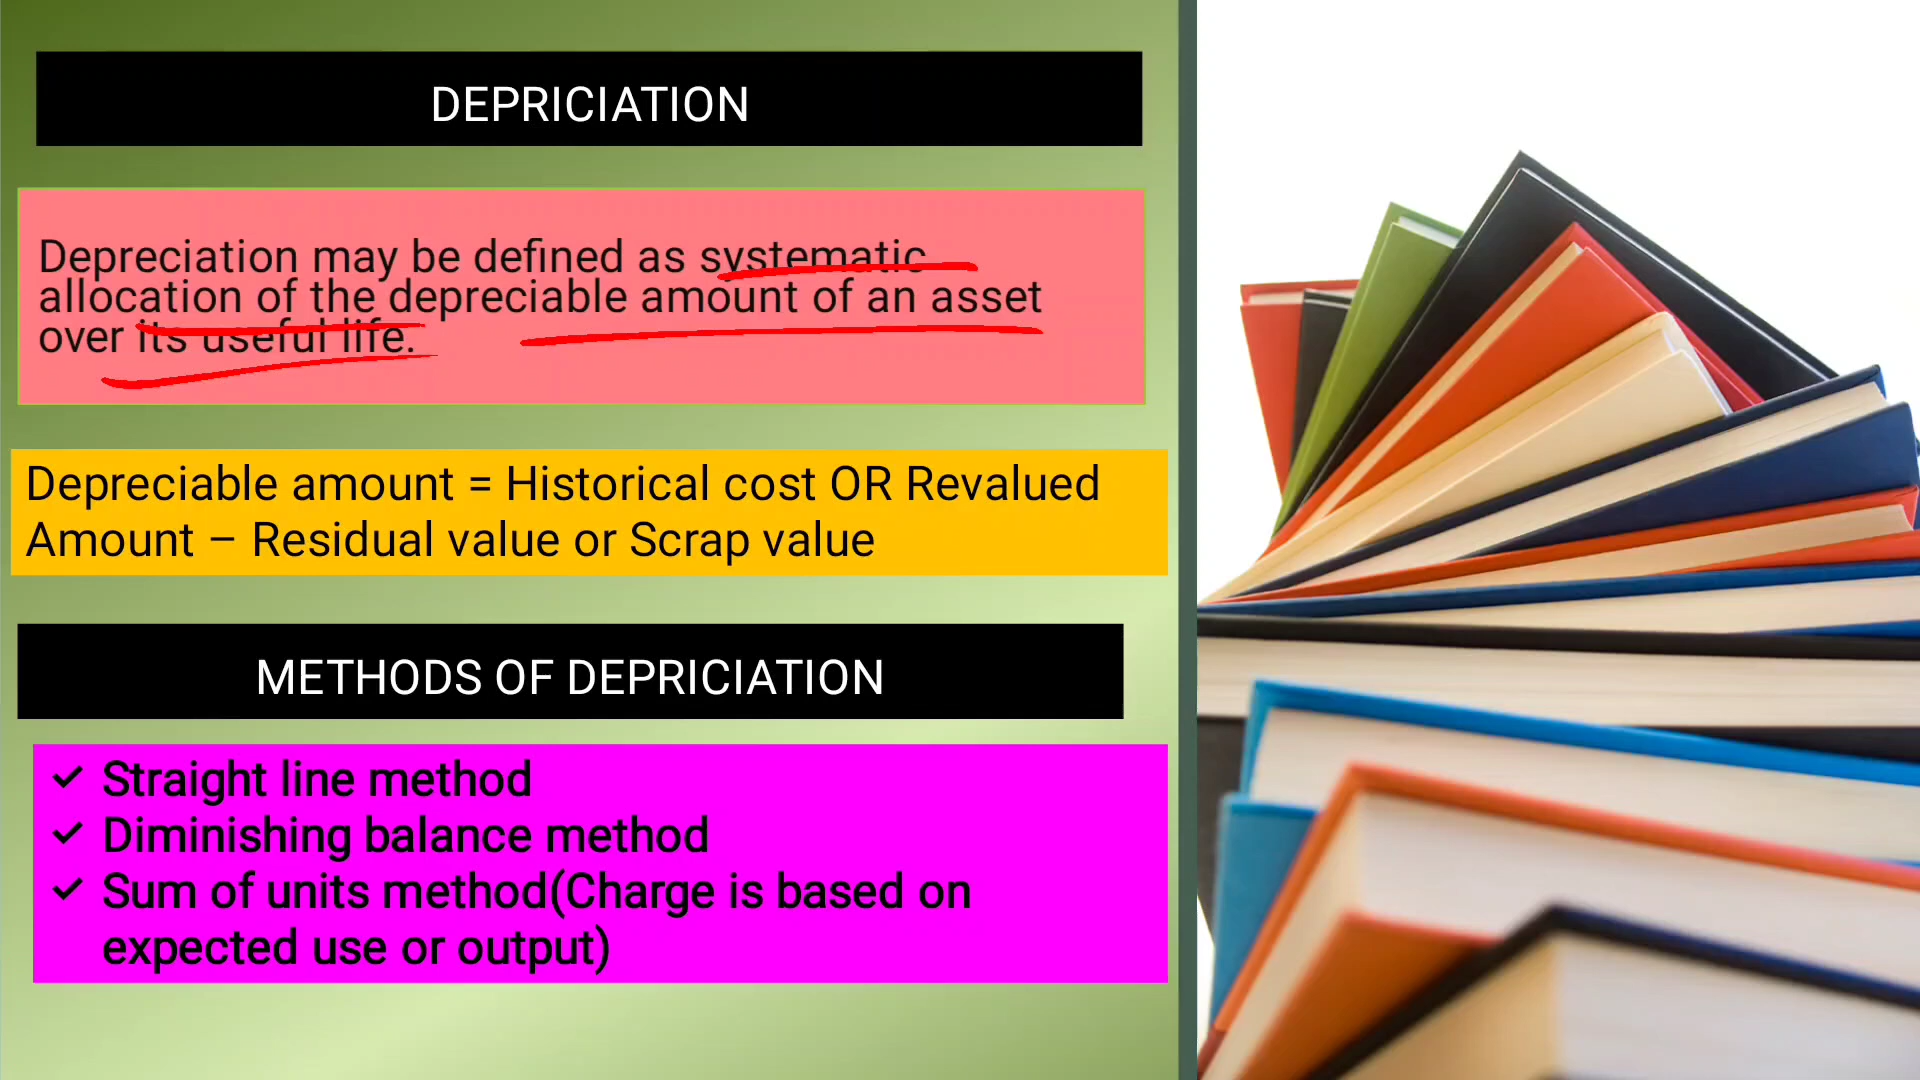 DEPRICIATION
Depreciation may be defined as systematic
allocation of the depreciable amount of an asset
over its useful life.
Depreciable amount = Historical cost OR Revalued
Amount – Residual value or Scrap value
METHODS OF DEPRICIATION
✓ Straight line method
✓ Diminishing balance method
✓ Sum of units method(Charge is based on
expected use or output)